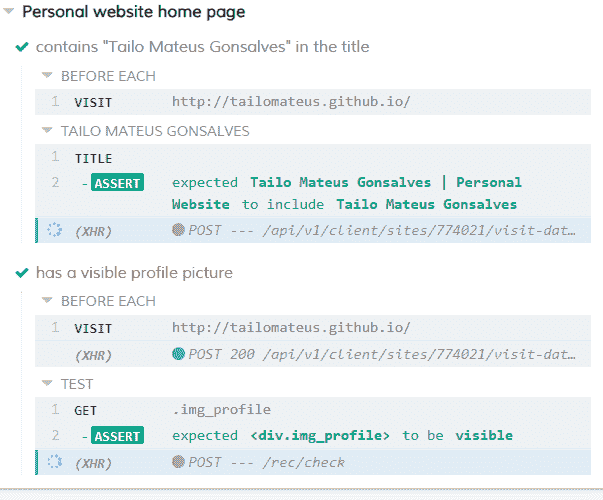 Personal website home page
contains "Tailo Mateus Gonsalves" in the title
BEFORE EACH
1 VISIT http://tailomateus.github.io/
TAILO MATEUS GONSALVES
1 TITLE
2 - ASSERT expected Tailo Mateus Gonsalves | Personal
Website to include Tailo Mateus Gonsalves
(XHR) POST --- /api/v1/client/sites/774021/visit-dat…
has a visible profile picture
BEFORE EACH
1 VISIT http://tailomateus.github.io/
(XHR) POST 200 /api/v1/client/sites/774021/visit-dat…
TEST
1 GET .img_profile
2 - ASSERT expected <div.img_profile> to be visible
(XHR) POST --- /rec/check